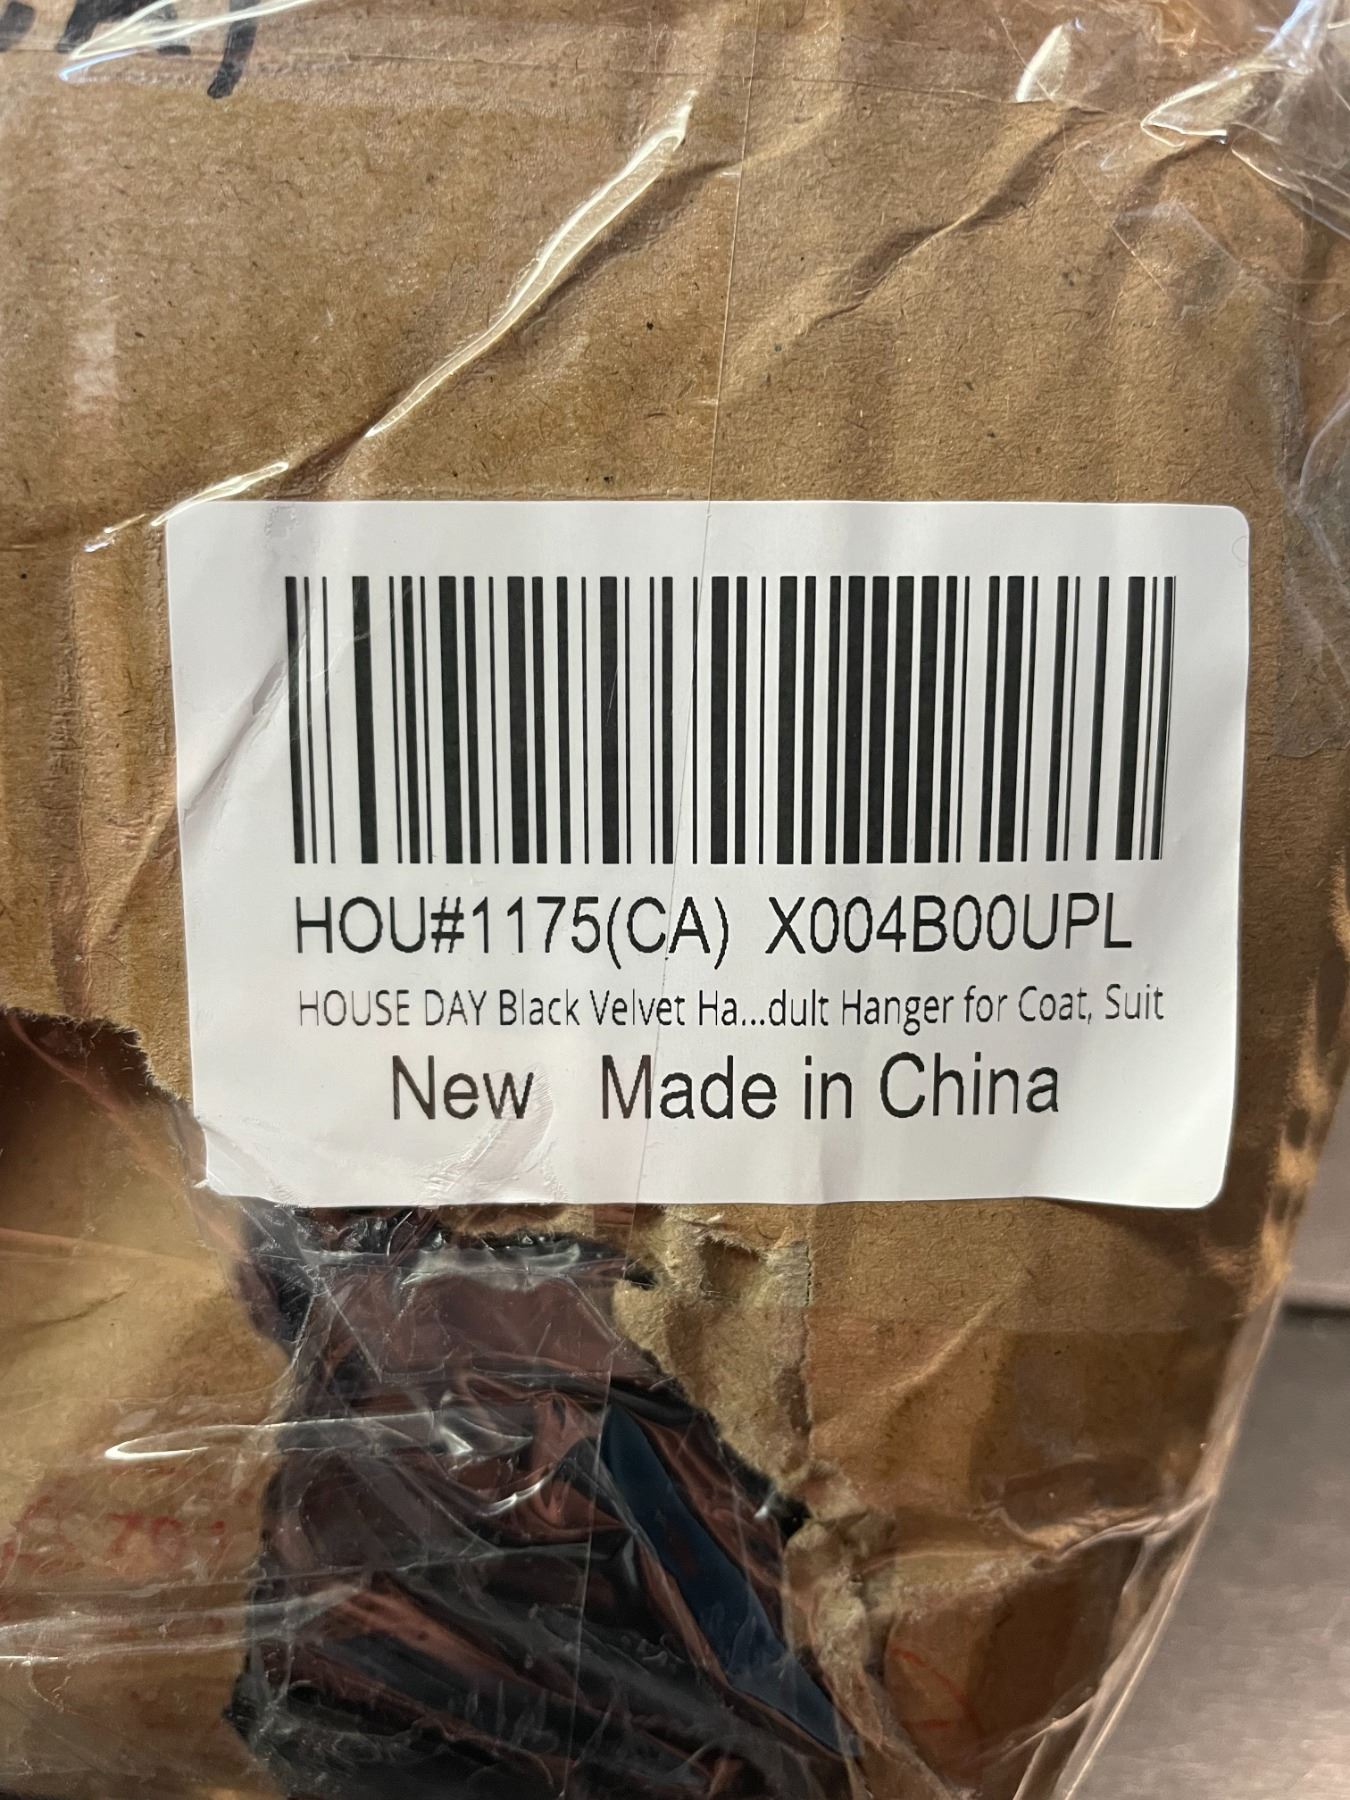 HOU#1175(CA) X004B00UPL
HOUSE DAY Black Velvet Ha...dult Hanger for Coat, Suit
New Made in China